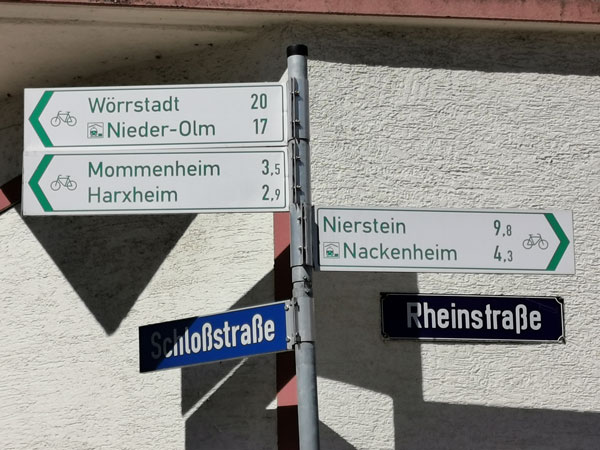 Wörrstadt 20
Nieder-Olm 17
Mommenheim 3,5
Harxheim 2,9
Nierstein 9,8
Nackenheim 4,3
Schloßstraße
Rheinstraße